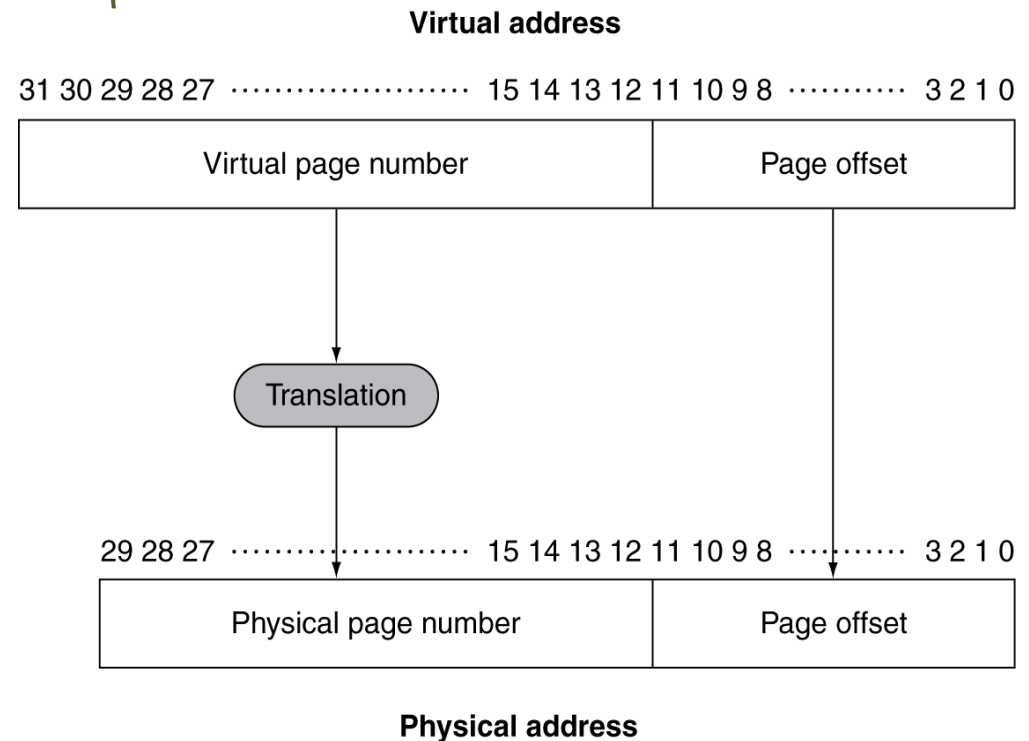 Virtual address
31 30 29 28 27 ...................... 15 14 13 12 11 10 9 8 ........... 3 2 1 0
Virtual page number Page offset
Translation
29 28 27 ...................... 15 14 13 12 11 10 9 8 ........... 3 2 1 0
Physical page number Page offset
Physical address